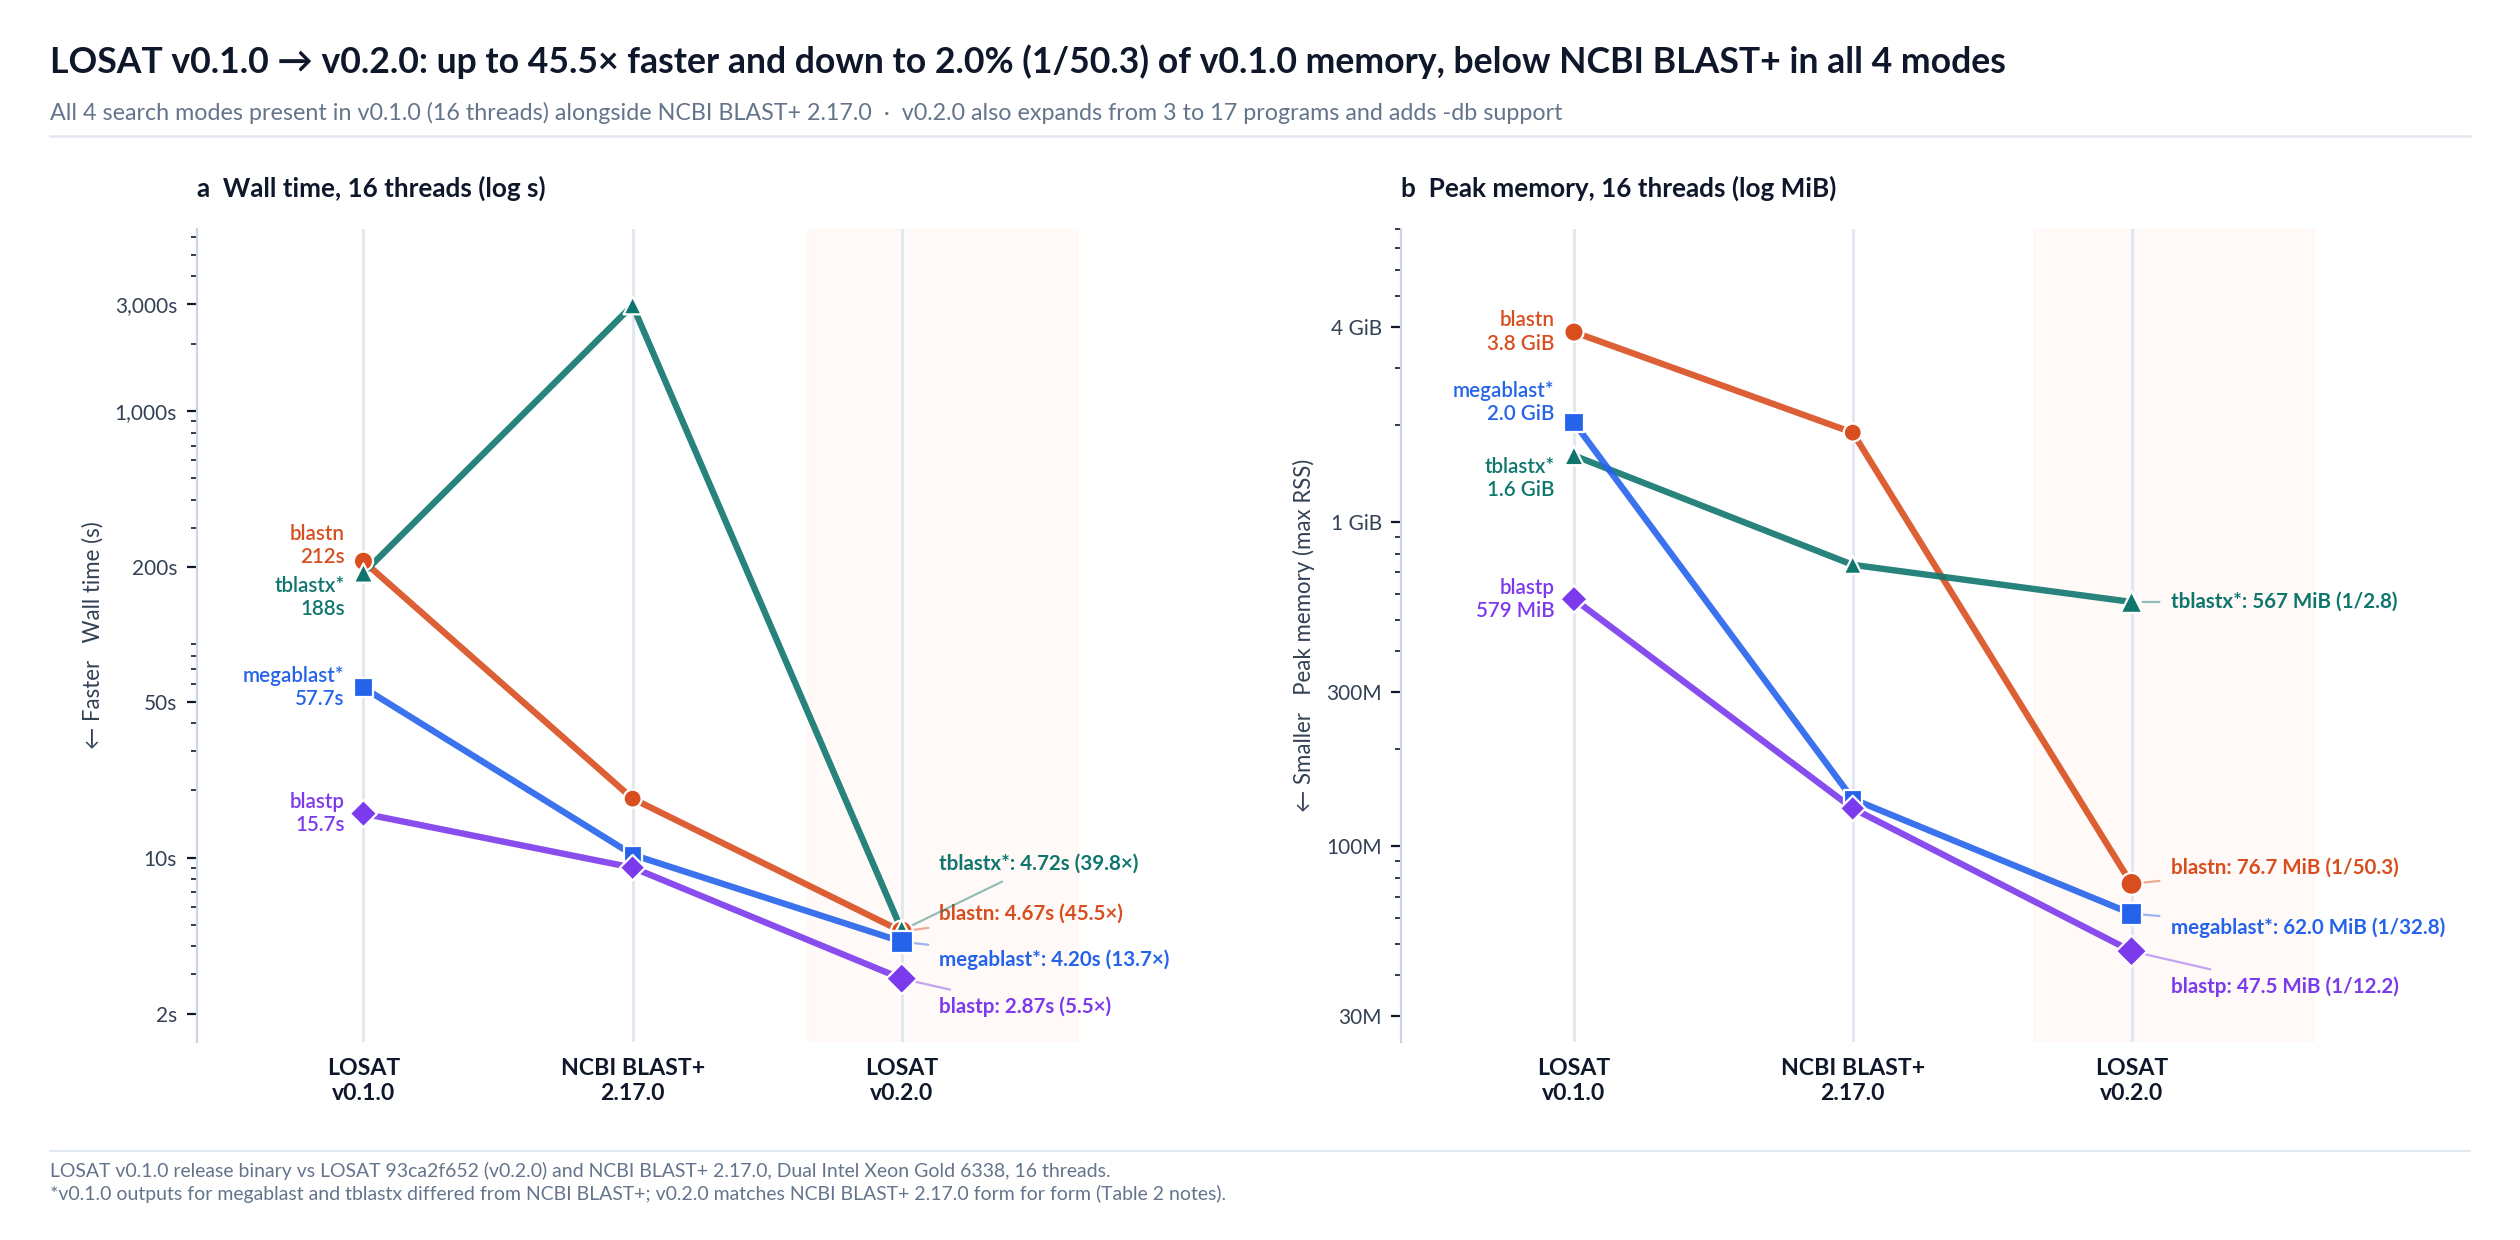 LOSAT v0.1.0 → v0.2.0: up to 45.5× faster and down to 2.0% (1/50.3) of v0.1.0 memory, below NCBI BLAST+ in all 4 modes
All 4 search modes present in v0.1.0 (16 threads) alongside NCBI BLAST+ 2.17.0 · v0.2.0 also expands from 3 to 17 programs and adds -db support
a Wall time, 16 threads (log s)
← Faster Wall time (s)
3,000s
1,000s
200s
50s
10s
2s
blastn
212s
tblastx*
188s
megablast*
57.7s
blastp
15.7s
tblastx*: 4.72s (39.8×)
blastn: 4.67s (45.5×)
megablast*: 4.20s (13.7×)
blastp: 2.87s (5.5×)
LOSAT
v0.1.0
NCBI BLAST+
2.17.0
LOSAT
v0.2.0
b Peak memory, 16 threads (log MiB)
← Smaller Peak memory (max RSS)
4 GiB
1 GiB
300M
100M
30M
blastn
3.8 GiB
megablast*
2.0 GiB
tblastx*
1.6 GiB
blastp
579 MiB
tblastx*: 567 MiB (1/2.8)
blastn: 76.7 MiB (1/50.3)
megablast*: 62.0 MiB (1/32.8)
blastp: 47.5 MiB (1/12.2)
LOSAT
v0.1.0
NCBI BLAST+
2.17.0
LOSAT
v0.2.0
LOSAT v0.1.0 release binary vs LOSAT 93ca2f652 (v0.2.0) and NCBI BLAST+ 2.17.0, Dual Intel Xeon Gold 6338, 16 threads.
*v0.1.0 outputs for megablast and tblastx differed from NCBI BLAST+; v0.2.0 matches NCBI BLAST+ 2.17.0 form for form (Table 2 notes).